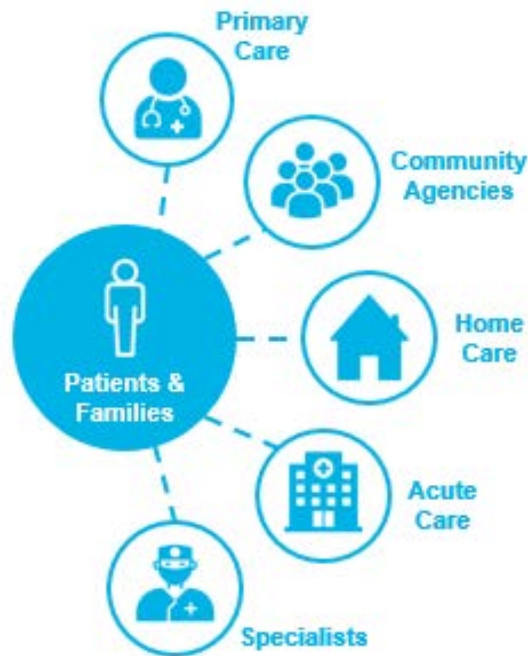 Primary
Care
Community
Agencies
Home
Care
Patients &
Families
Acute
Care
Specialists